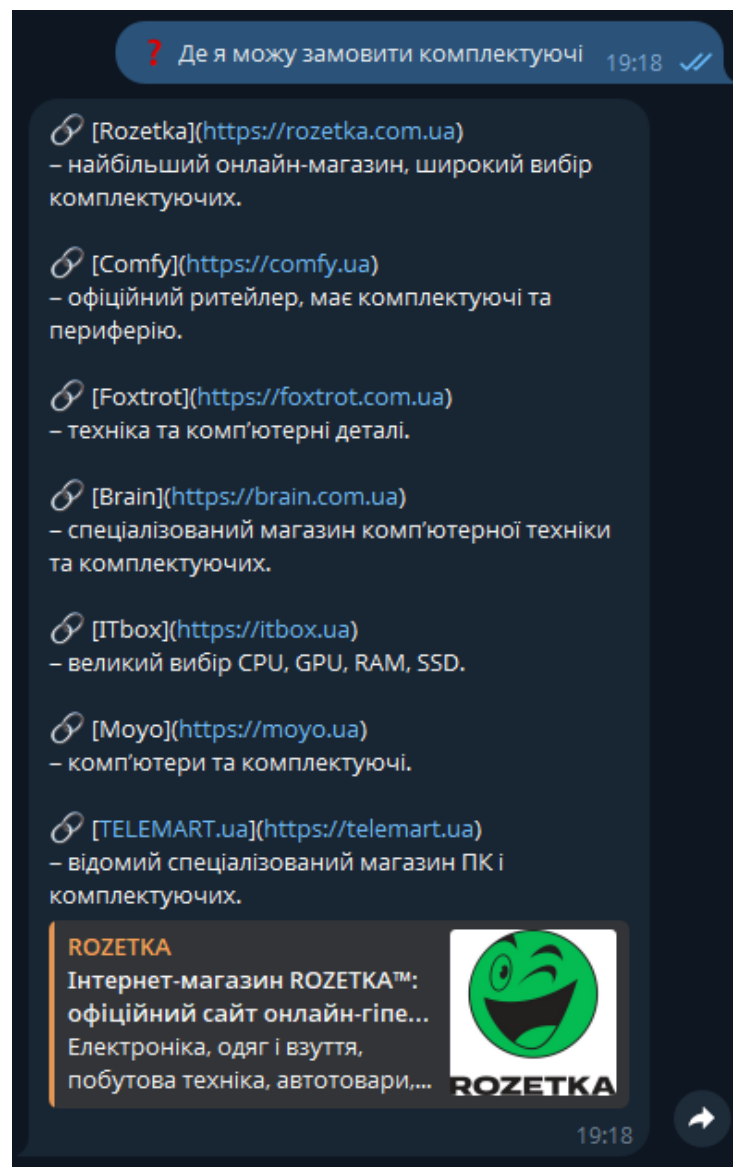 ❓ Де я можу замовити комплектуючі
19:18
🔗 [Rozetka](https://rozetka.com.ua)
– найбільший онлайн-магазин, широкий вибір
комплектуючих.
🔗 [Comfy](https://comfy.ua)
– офіційний ритейлер, має комплектуючі та
периферію.
🔗 [Foxtrot](https://foxtrot.com.ua)
– техніка та комп’ютерні деталі.
🔗 [Brain](https://brain.com.ua)
– спеціалізований магазин комп’ютерної техніки
та комплектуючих.
🔗 [ITbox](https://itbox.ua)
– великий вибір CPU, GPU, RAM, SSD.
🔗 [Moyo](https://moyo.ua)
– комп’ютери та комплектуючі.
🔗 [TELEMART.ua](https://telemart.ua)
– відомий спеціалізований магазин ПК і
комплектуючих.
ROZETKA
Інтернет-магазин ROZETKA™:
офіційний сайт онлайн-гіпе...
Електроніка, одяг і взуття,
побутова техніка, автотовари,...
ROZETKA
19:18